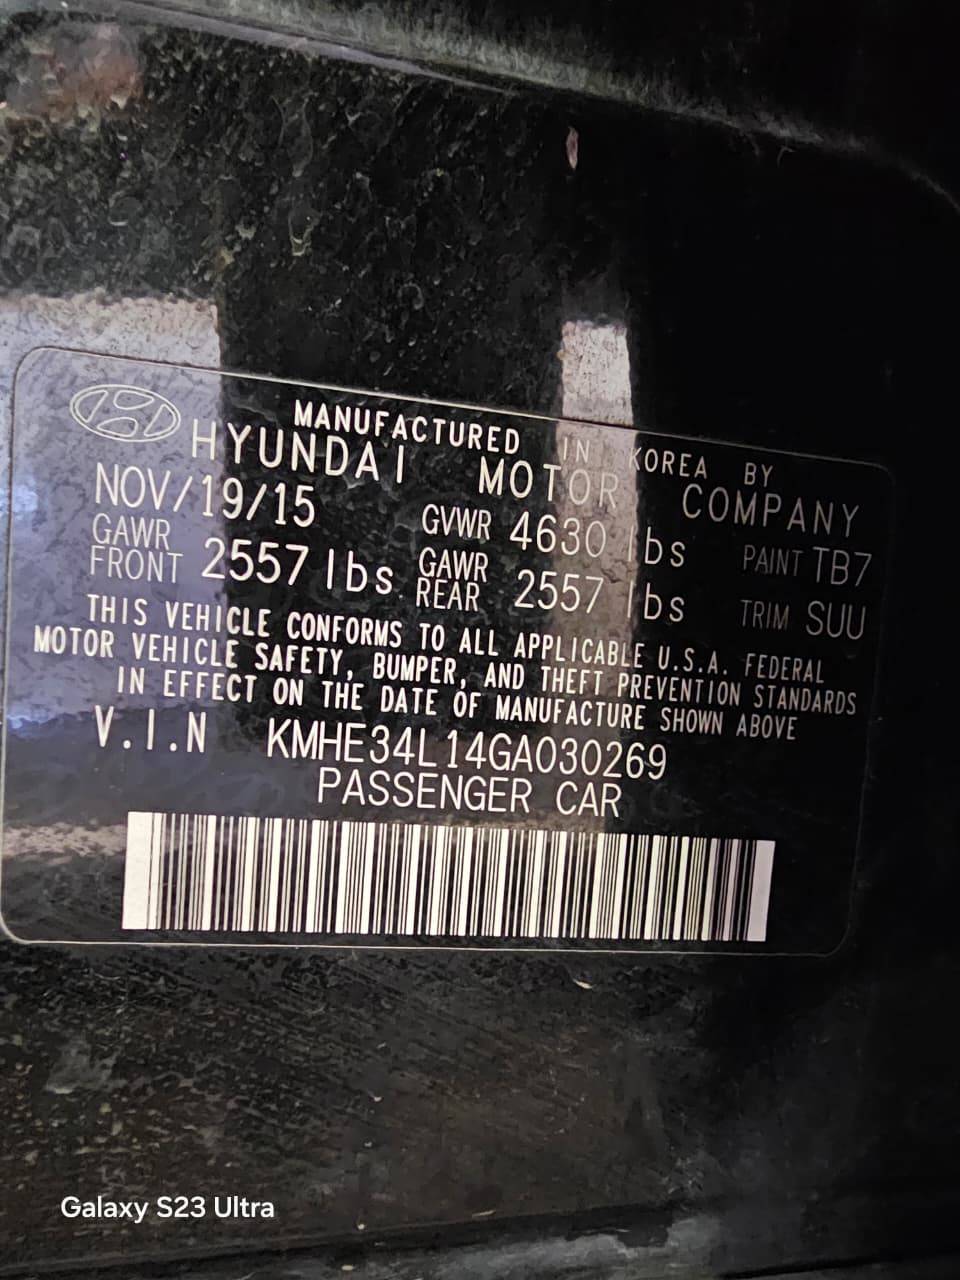 MANUFACTURED IN KOREA BY
HYUNDAI MOTOR COMPANY
NOV/19/15 GVWR 4630 lbs PAINT TB7
GAWR FRONT 2557 lbs GAWR REAR 2557 lbs TRIM SUU
THIS VEHICLE CONFORMS TO ALL APPLICABLE U.S.A. FEDERAL
MOTOR VEHICLE SAFETY, BUMPER, AND THEFT PREVENTION STANDARDS
IN EFFECT ON THE DATE OF MANUFACTURE SHOWN ABOVE
V.I.N KMHE34L14GA030269
PASSENGER CAR
Galaxy S23 Ultra